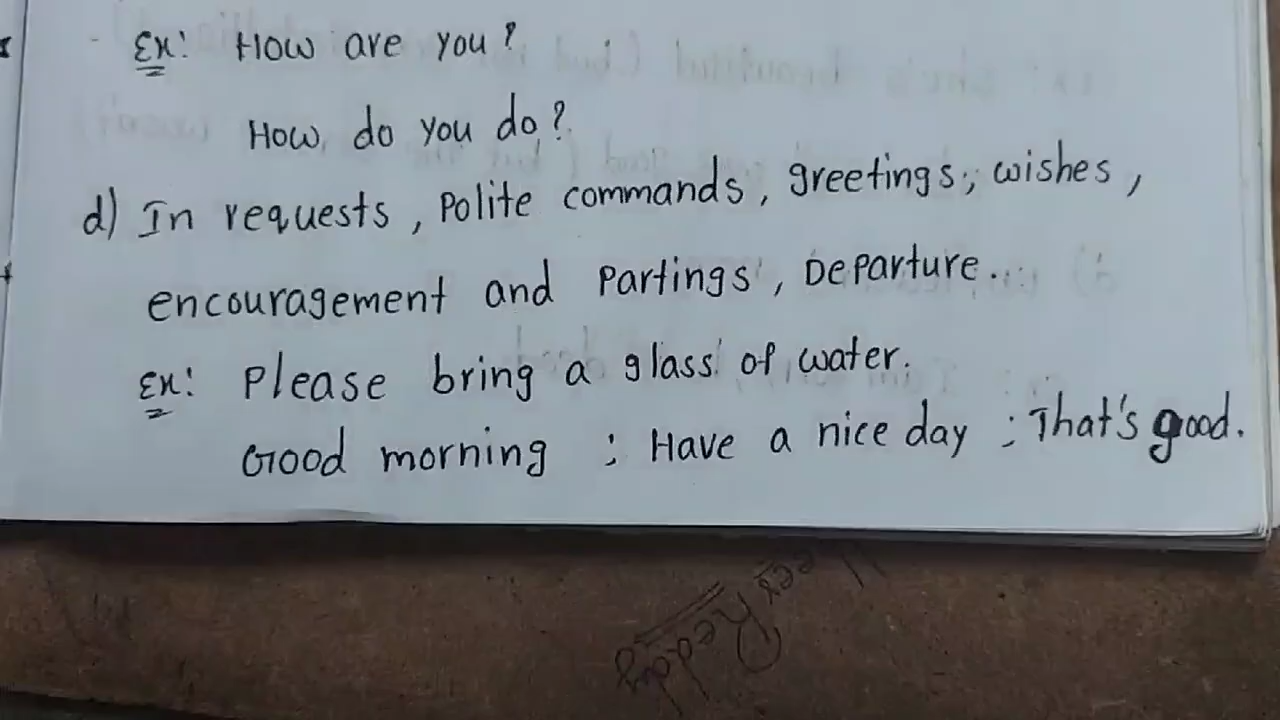 Ex: How are you?
How do you do?
d) In requests, Polite commands, greetings, wishes,
encouragement and Partings, Departure..
Ex: Please bring a glass of water.
Good morning ; Have a nice day ; That's good.
Reddy